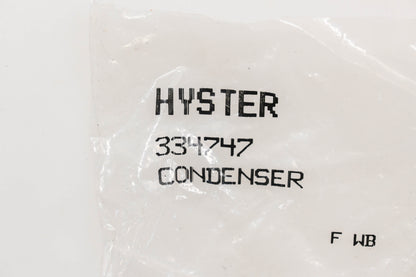 HYSTER
334747
CONDENSER
F WB